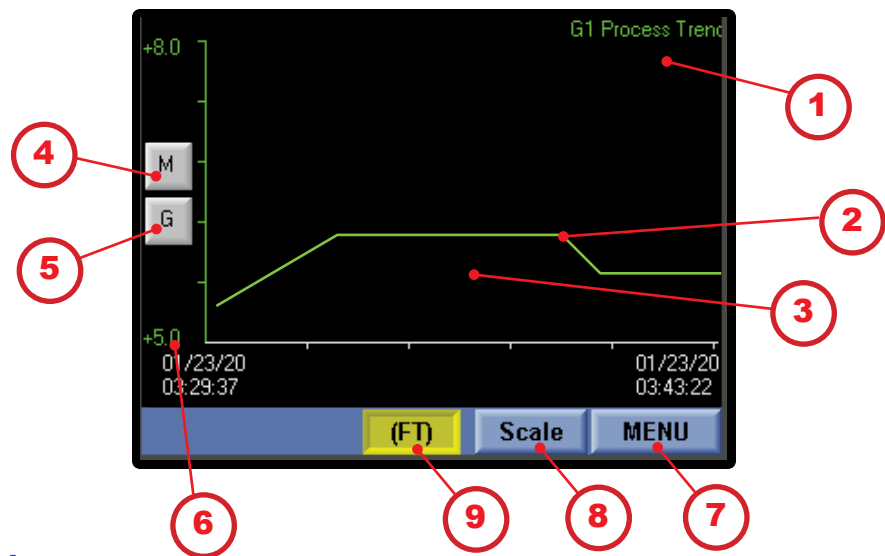 G1 Process Trend
+8.0
1
4
M
2
G
5
3
+5.0
01/23/20
03:29:37
01/23/20
03:43:22
(FT)
Scale
MENU
6
9
8
7